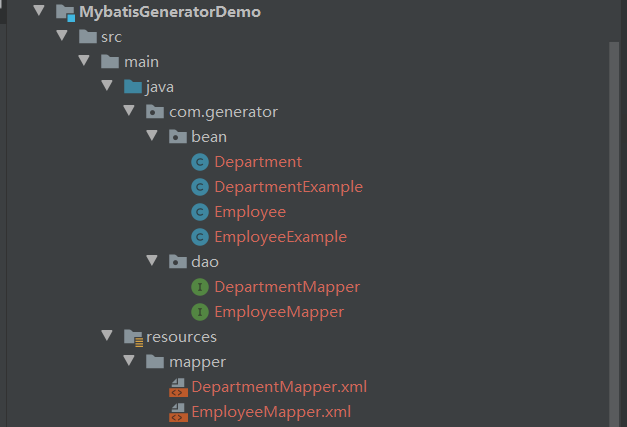 MybatisGeneratorDemo
src
main
java
com.generator
bean
C Department
C DepartmentExample
C Employee
C EmployeeExample
dao
I DepartmentMapper
I EmployeeMapper
resources
mapper
DepartmentMapper.xml
EmployeeMapper.xml